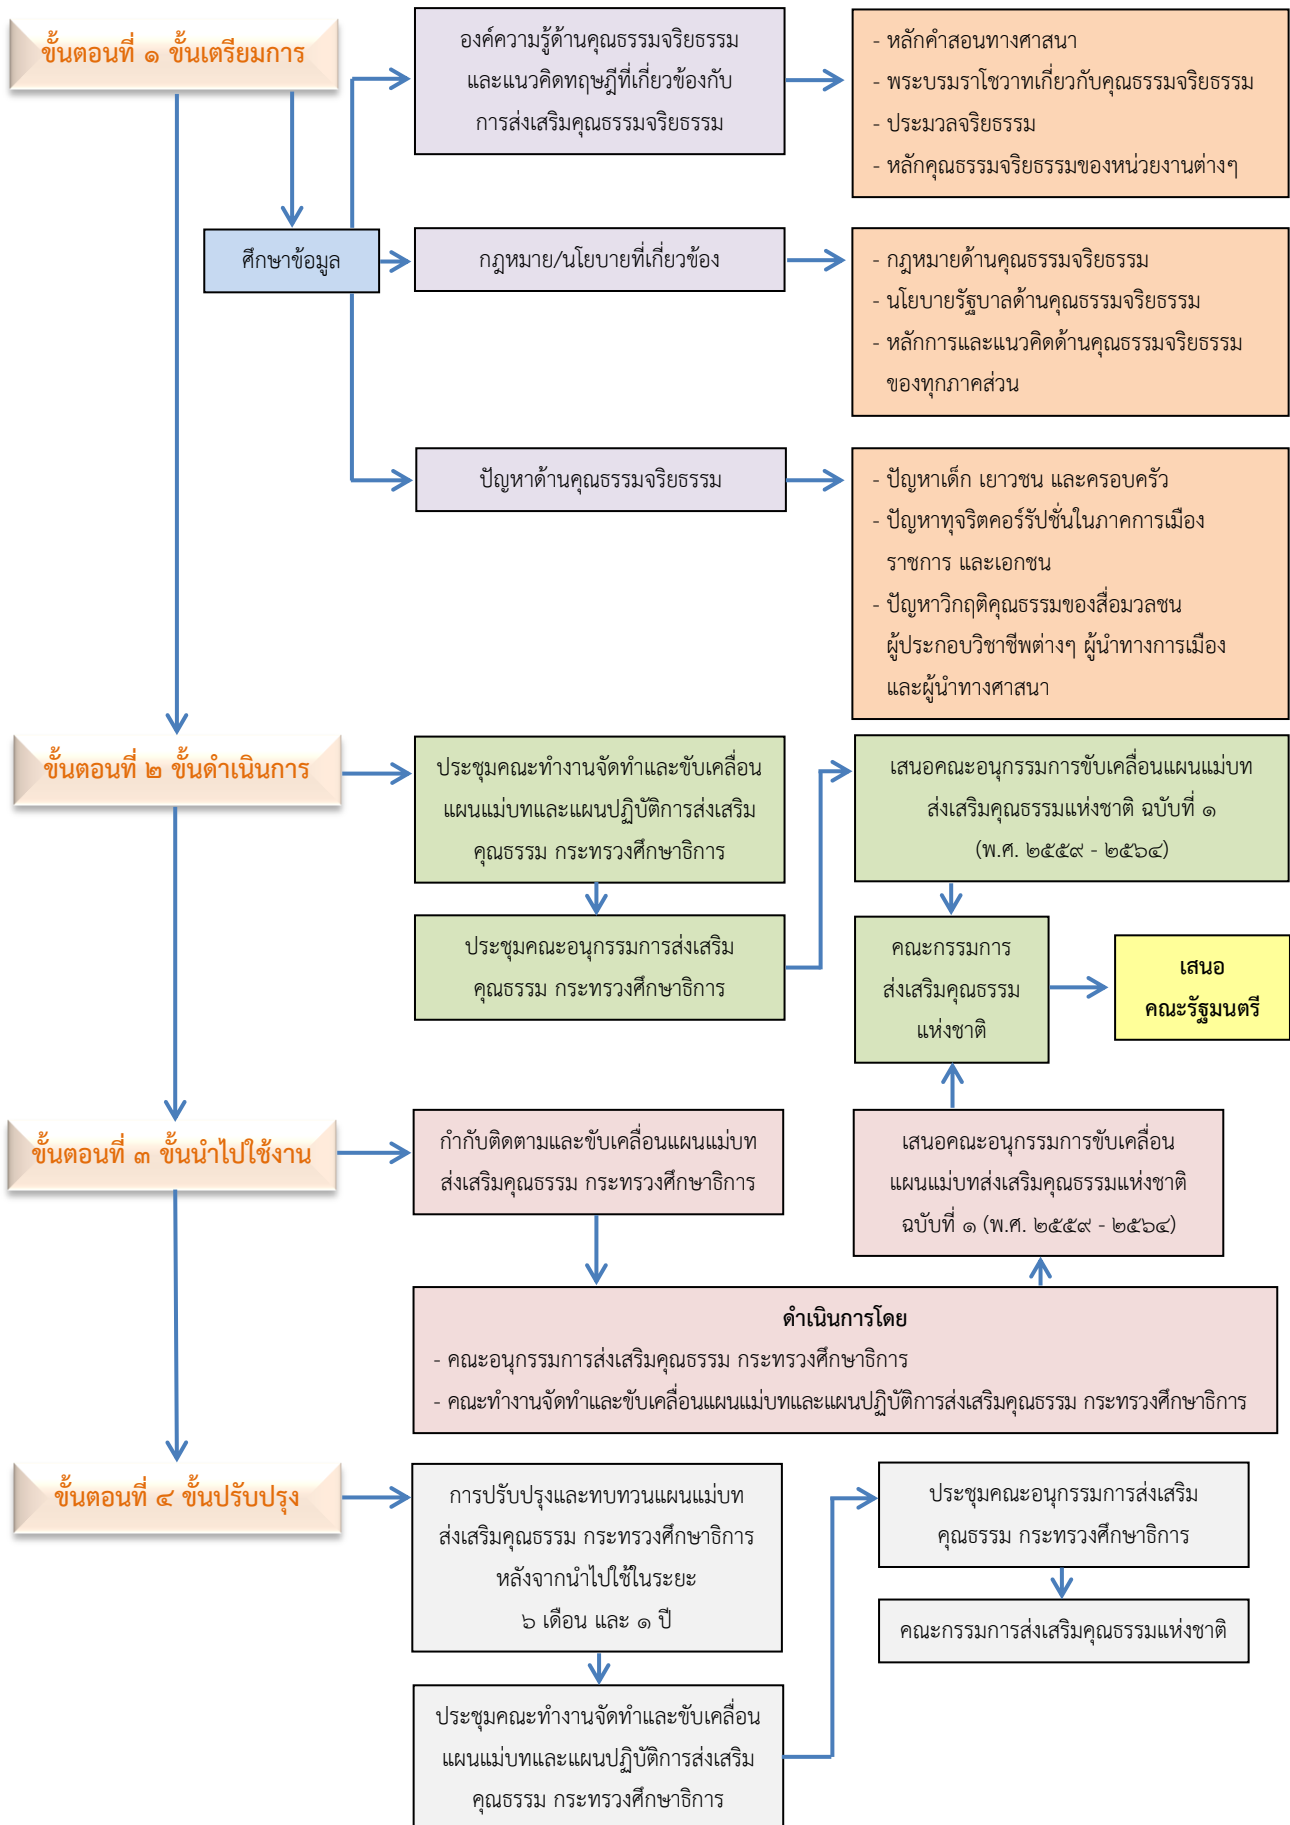 ขั้นตอนที่ ๑ ขั้นเตรียมการ
องค์ความรู้ด้านคุณธรรมจริยธรรม
และแนวคิดทฤษฎีที่เกี่ยวข้องกับ
การส่งเสริมคุณธรรมจริยธรรม
- หลักคำสอนทางศาสนา
- พระบรมราโชวาทเกี่ยวกับคุณธรรมจริยธรรม
- ประมวลจริยธรรม
- หลักคุณธรรมจริยธรรมของหน่วยงานต่างๆ
ศึกษาข้อมูล
กฎหมาย/นโยบายที่เกี่ยวข้อง
- กฎหมายด้านคุณธรรมจริยธรรม
- นโยบายรัฐบาลด้านคุณธรรมจริยธรรม
- หลักการและแนวคิดด้านคุณธรรมจริยธรรม
ของทุกภาคส่วน
ปัญหาด้านคุณธรรมจริยธรรม
- ปัญหาเด็ก เยาวชน และครอบครัว
- ปัญหาทุจริตคอร์รัปชั่นในภาคการเมือง
ราชการ และเอกชน
- ปัญหาวิกฤติคุณธรรมของสื่อมวลชน
ผู้ประกอบวิชาชีพต่างๆ ผู้นำทางการเมือง
และผู้นำทางศาสนา
ขั้นตอนที่ ๒ ขั้นดำเนินการ
ประชุมคณะทำงานจัดทำและขับเคลื่อน
แผนแม่บทและแผนปฏิบัติการส่งเสริม
คุณธรรม กระทรวงศึกษาธิการ
ประชุมคณะอนุกรรมการส่งเสริม
คุณธรรม กระทรวงศึกษาธิการ
เสนอคณะอนุกรรมการขับเคลื่อนแผนแม่บท
ส่งเสริมคุณธรรมแห่งชาติ ฉบับที่ ๑
(พ.ศ. ๒๕๕๙ - ๒๕๖๔)
คณะกรรมการ
ส่งเสริมคุณธรรม
แห่งชาติ
เสนอ
คณะรัฐมนตรี
ขั้นตอนที่ ๓ ขั้นนำไปใช้งาน
กำกับติดตามและขับเคลื่อนแผนแม่บท
ส่งเสริมคุณธรรม กระทรวงศึกษาธิการ
เสนอคณะอนุกรรมการขับเคลื่อน
แผนแม่บทส่งเสริมคุณธรรมแห่งชาติ
ฉบับที่ ๑ (พ.ศ. ๒๕๕๙ - ๒๕๖๔)
ดำเนินการโดย
- คณะอนุกรรมการส่งเสริมคุณธรรม กระทรวงศึกษาธิการ
- คณะทำงานจัดทำและขับเคลื่อนแผนแม่บทและแผนปฏิบัติการส่งเสริมคุณธรรม กระทรวงศึกษาธิการ
ขั้นตอนที่ ๔ ขั้นปรับปรุง
การปรับปรุงและทบทวนแผนแม่บท
ส่งเสริมคุณธรรม กระทรวงศึกษาธิการ
หลังจากนำไปใช้ในระยะ
๖ เดือน และ ๑ ปี
ประชุมคณะทำงานจัดทำและขับเคลื่อน
แผนแม่บทและแผนปฏิบัติการส่งเสริม
คุณธรรม กระทรวงศึกษาธิการ
ประชุมคณะอนุกรรมการส่งเสริม
คุณธรรม กระทรวงศึกษาธิการ
คณะกรรมการส่งเสริมคุณธรรมแห่งชาติ